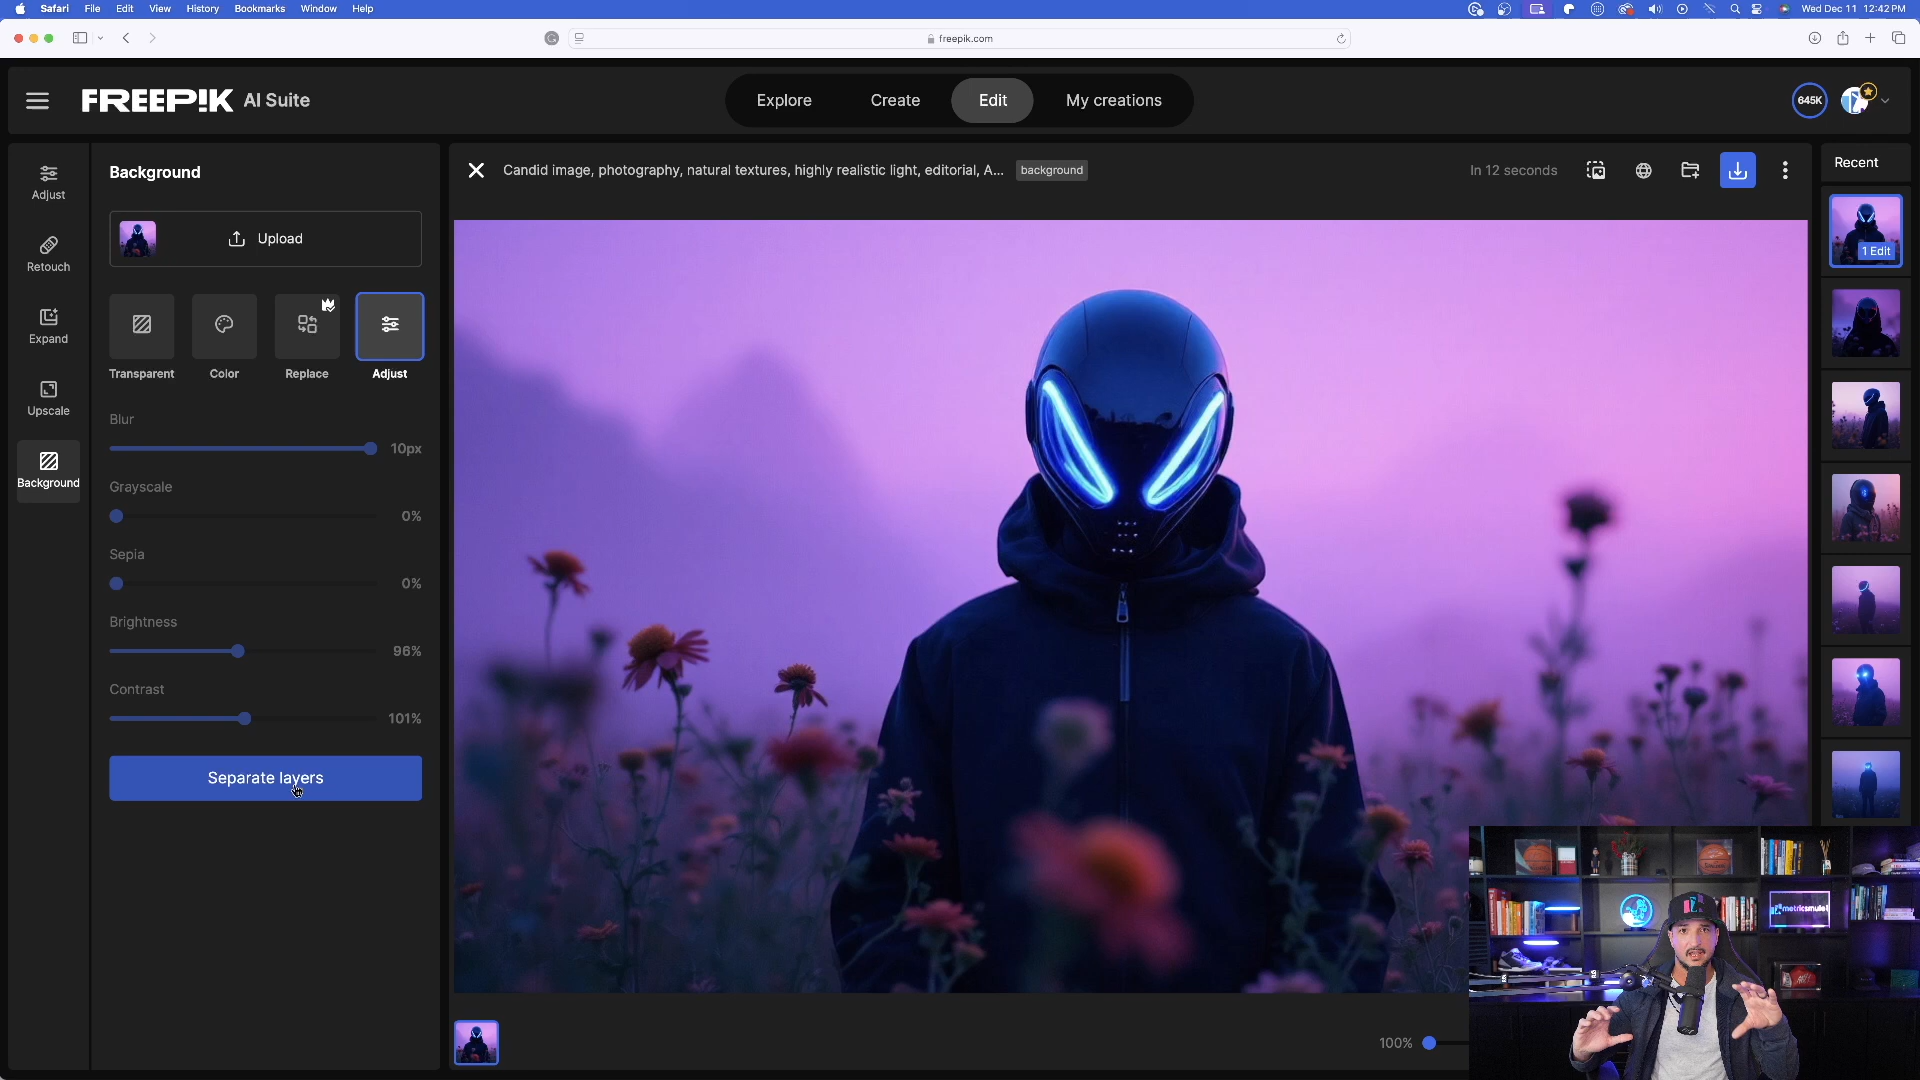 Safari File Edit View History Bookmarks Window Help
Wed Dec 11 12:42 PM
freepik.com
FREEP!K AI Suite
Explore Create Edit My creations
645K
Adjust
Retouch
Expand
Upscale
Background
Background
Upload
Transparent Color Replace Adjust
Blur
10px
Grayscale
0%
Sepia
0%
Brightness
96%
Contrast
101%
Separate layers
Candid image, photography, natural textures, highly realistic light, editorial, A... background
In 12 seconds
Recent
1 Edit
100%
metricsmule